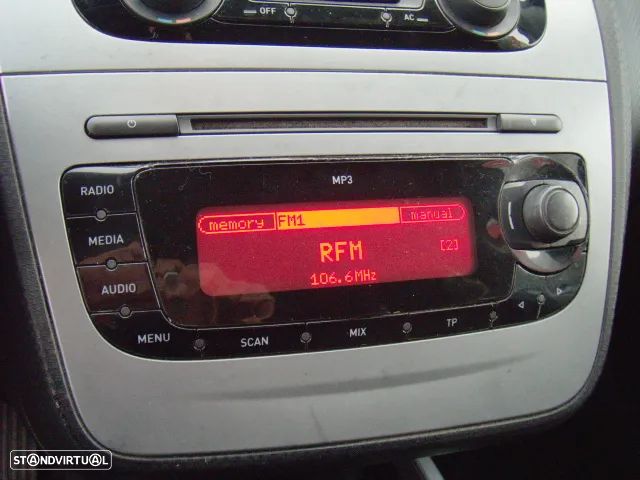 OFF AC
MP3
RADIO
MEDIA
AUDIO
memory FM1 manual
RFM [2]
106.6MHz
MENU SCAN MIX TP
STANDVIRTUAL